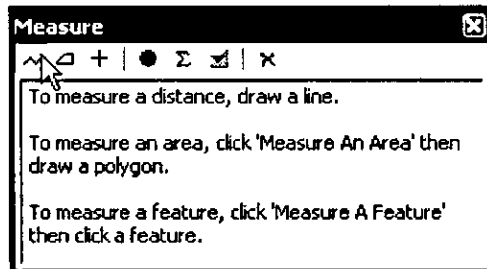 Measure
Σ
To measure a distance, draw a line.
To measure an area, click 'Measure An Area' then
draw a polygon.
To measure a feature, click 'Measure A Feature'
then click a feature.